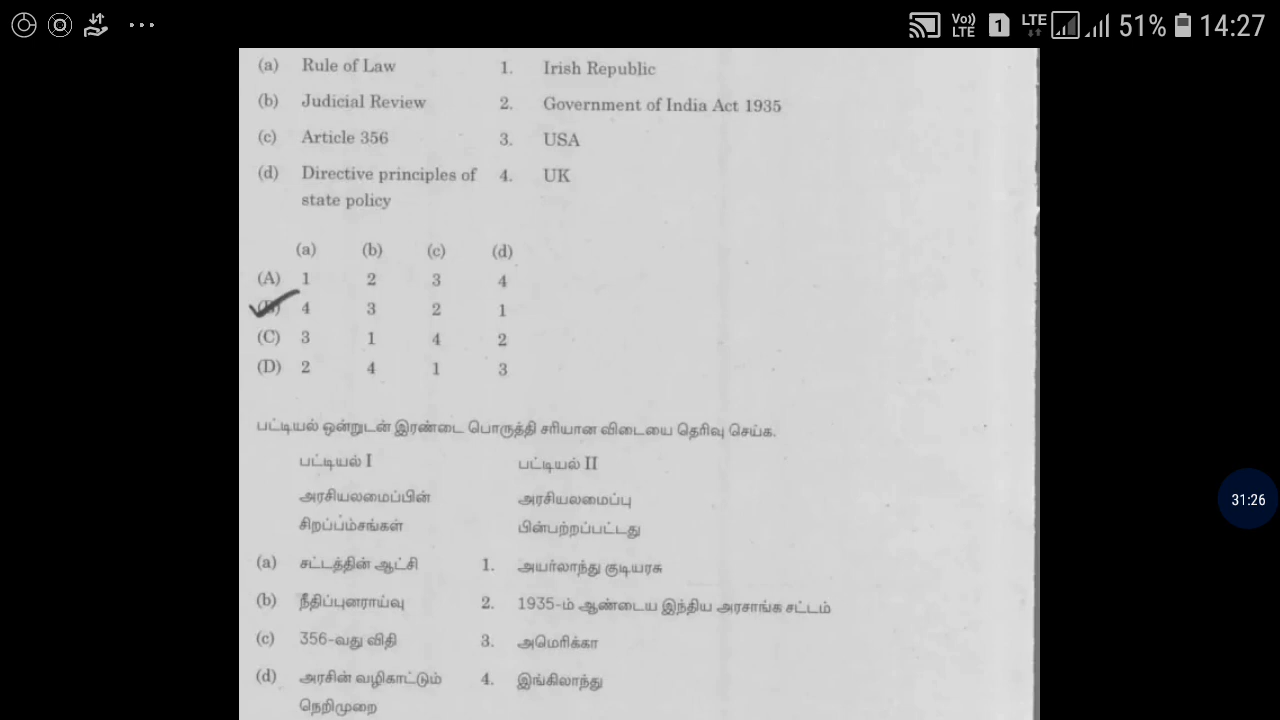 Vo)) LTE 1 LTE 51% 14:27
(a) Rule of Law 1. Irish Republic
(b) Judicial Review 2. Government of India Act 1935
(c) Article 356 3. USA
(d) Directive principles of 4. UK
state policy
(a) (b) (c) (d)
(A) 1 2 3 4
(B) 4 3 2 1
(C) 3 1 4 2
(D) 2 4 1 3
பட்டியல் ஒன்றுடன் இரண்டை பொருத்தி சரியான விடையை தெரிவு செய்க.
பட்டியல் I பட்டியல் II
அரசியலமைப்பின் அரசியலமைப்பு
சிறப்பம்சங்கள் பின்பற்றப்பட்டது
(a) சட்டத்தின் ஆட்சி 1. அயர்லாந்து குடியரசு
(b) நீதிப்புனராய்வு 2. 1935-ம் ஆண்டைய இந்திய அரசாங்க சட்டம்
(c) 356-வது விதி 3. அமெரிக்கா
(d) அரசின் வழிகாட்டும் 4. இங்கிலாந்து
நெறிமுறை
31:26